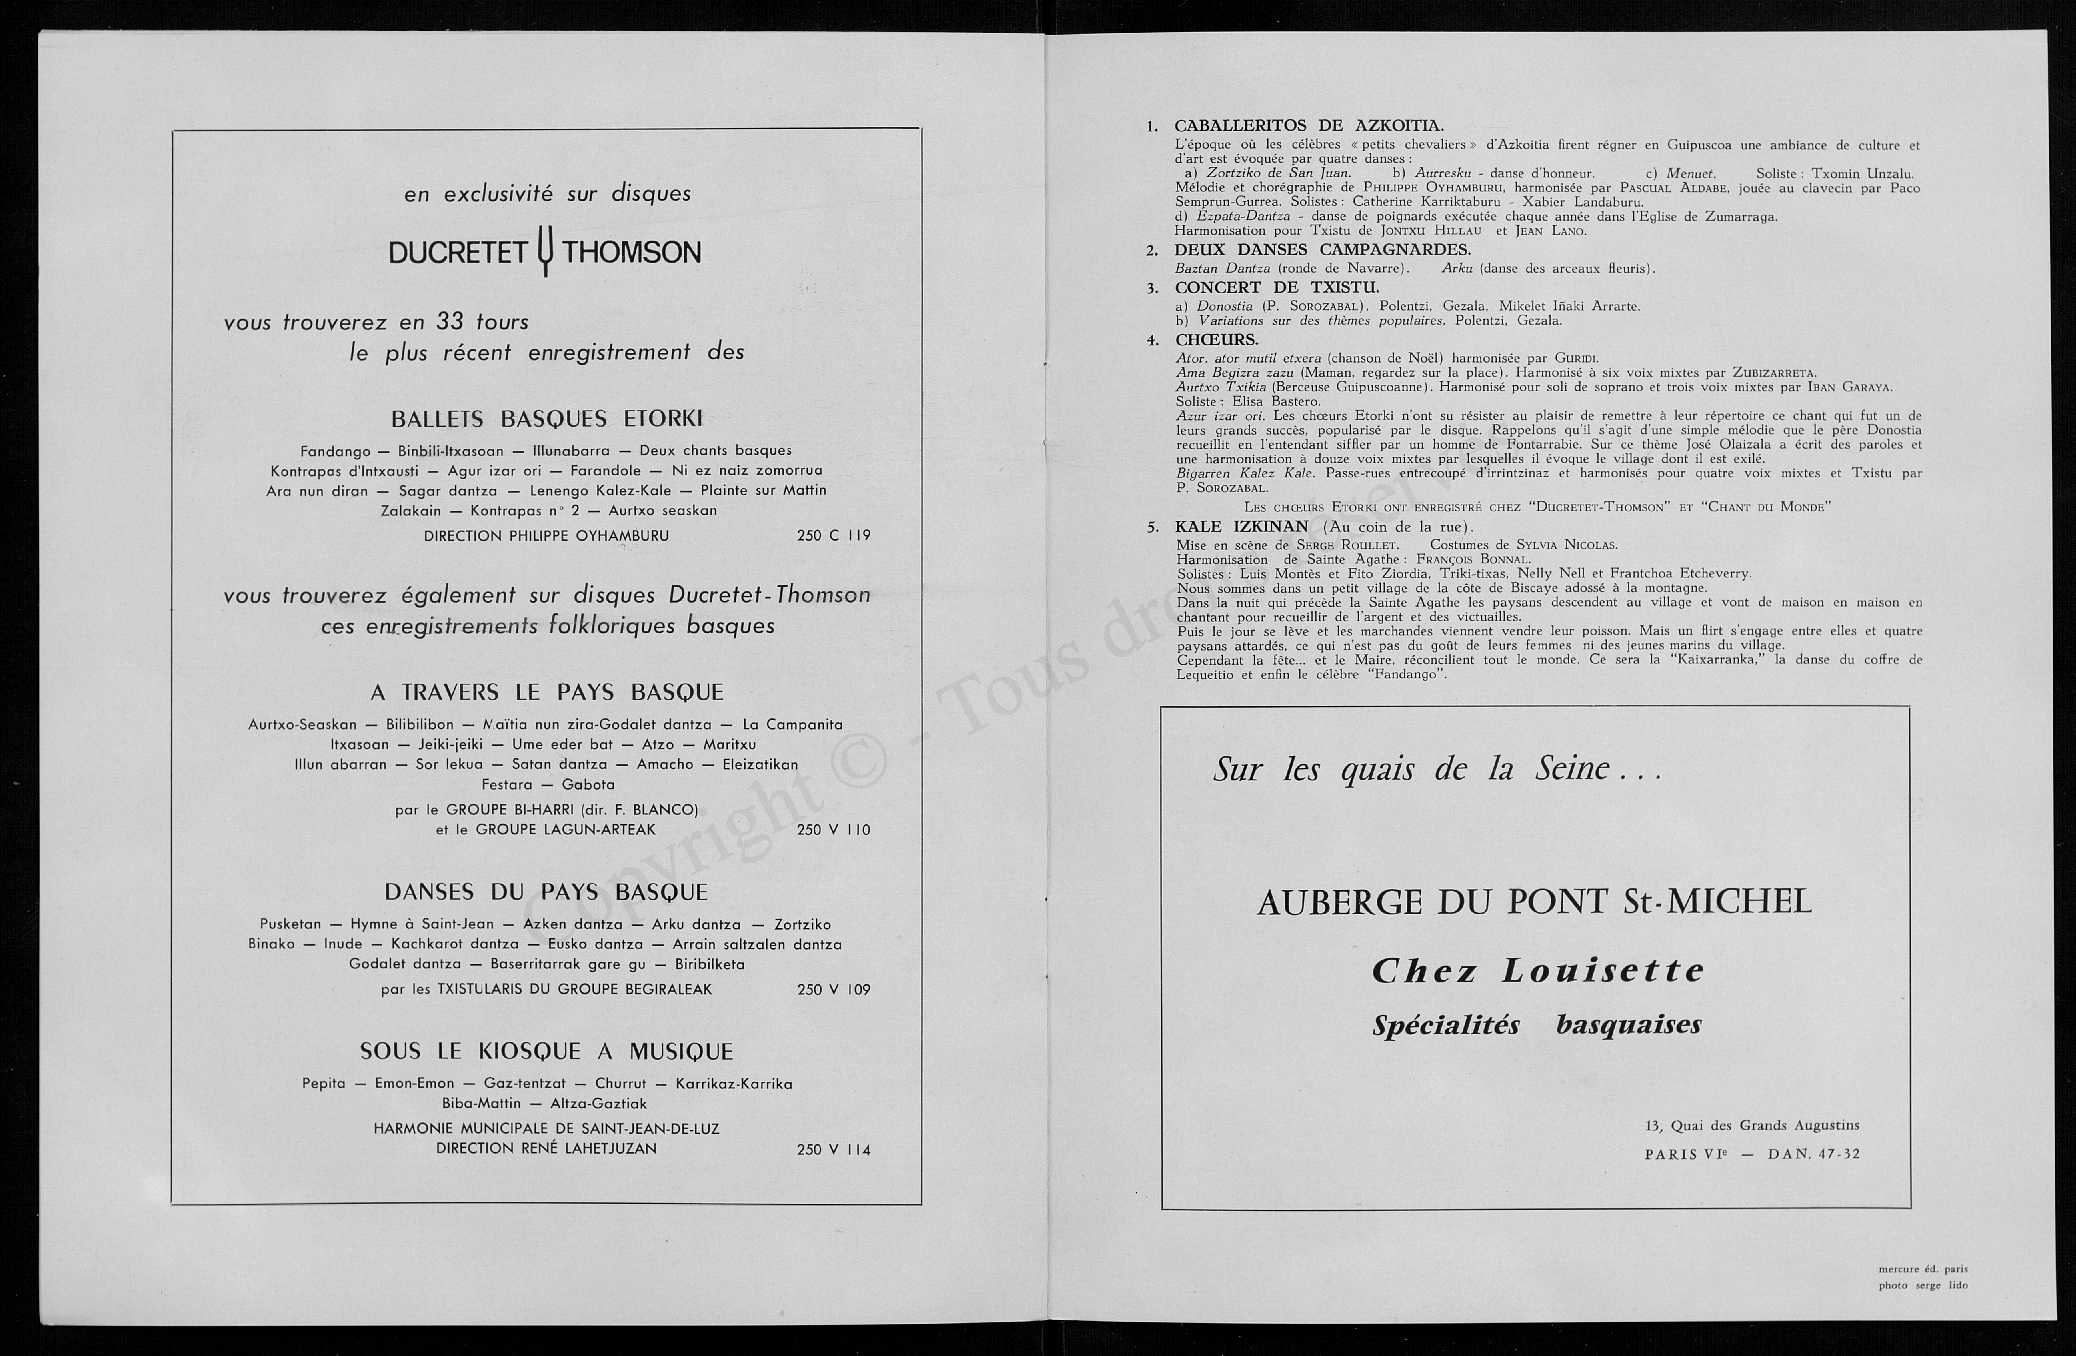 en exclusivité sur disques
DUCRETET THOMSON
vous trouverez en 33 tours
le plus récent enregistrement des
BALLETS BASQUES ETORKI
Fandango — Binbili-Itxasoan — Illunabarra — Deux chants basques
Kontrapas d'Intxausti — Agur izar ori — Farandole — Ni ez naiz zomorrua
Ara nun diran — Sagar dantza — Lenengo Kalez-Kale — Plainte sur Mattin
Zalakain — Kontrapas n° 2 — Aurtxo seaskan
DIRECTION PHILIPPE OYHAMBURU 250 C 119
vous trouverez également sur disques Ducretet-Thomson
ces enregistrements folkloriques basques
A TRAVERS LE PAYS BASQUE
Aurtxo-Seaskan — Bilibilibon — Maïtia nun zira-Godalet dantza — La Campanita
Itxasoan — Jeiki-jeiki — Ume eder bat — Atzo — Maritxu
Illun abarran — Sor lekua — Satan dantza — Amacho — Eleizatikan
Festara — Gabota
par le GROUPE BI-HARRI (dir. F. BLANCO)
et le GROUPE LAGUN-ARTEAK 250 V 110
DANSES DU PAYS BASQUE
Pusketan — Hymne à Saint-Jean — Azken dantza — Arku dantza — Zortziko
Binako — Inude — Kachkarot dantza — Eusko dantza — Arrain saltzalen dantza
Godalet dantza — Baserritarrak gare gu — Biribilketa
par les TXISTULARIS DU GROUPE BEGIRALEAK 250 V 109
SOUS LE KIOSQUE A MUSIQUE
Pepita — Emon-Emon — Gaz-tentzat — Churrut — Karrikaz-Karrika
Biba-Mattin — Altza-Gaztiak
HARMONIE MUNICIPALE DE SAINT-JEAN-DE-LUZ
DIRECTION RENÉ LAHETJUZAN 250 V 114
1. CABALLERITOS DE AZKOITIA.
L'époque où les célèbres « petits chevaliers » d'Azkoitia firent régner en Guipuscoa une ambiance de culture et
d'art est évoquée par quatre danses :
a) Zortziko de San Juan. b) Aurresku - danse d'honneur. c) Menuet. Soliste : Txomin Unzalu.
Mélodie et chorégraphie de PHILIPPE OYHAMBURU, harmonisée par PASCUAL ALDABE, jouée au clavecin par Paco
Semprun-Gurrea. Solistes : Catherine Karriktaburu - Xabier Landaburu.
d) Ezpata-Dantza - danse de poignards exécutée chaque année dans l'Eglise de Zumarraga.
Harmonisation pour Txistu de JONTXU HILLAU et JEAN LANO.
2. DEUX DANSES CAMPAGNARDES.
Baztan Dantza (ronde de Navarre). Arku (danse des arceaux fleuris).
3. CONCERT DE TXISTU.
a) Donostia (P. SOROZABAL), Polentzi, Gezala, Mikelet Iñaki Arrarte.
b) Variations sur des thèmes populaires, Polentzi, Gezala.
4. CHŒURS.
Ator, ator mutil etxera (chanson de Noël) harmonisée par GURIDI.
Ama Begizra zazu (Maman, regardez sur la place). Harmonisé à six voix mixtes par ZUBIZARRETA.
Aurtxo Txikia (Berceuse Guipuscoanne). Harmonisé pour soli de soprano et trois voix mixtes par IBAN GARAYA.
Soliste : Elisa Bastero.
Azur izar ori. Les chœurs Etorki n'ont su résister au plaisir de remettre à leur répertoire ce chant qui fut un de
leurs grands succès, popularisé par le disque. Rappelons qu'il s'agit d'une simple mélodie que le père Donostia
recueillit en l'entendant siffler par un homme de Fontarrabie. Sur ce thème José Olaizala a écrit des paroles et
une harmonisation à douze voix mixtes par lesquelles il évoque le village dont il est exilé.
Bigarren Kalez Kale. Passe-rues entrecoupé d'irrintzinaz et harmonisés pour quatre voix mixtes et Txistu par
P. SOROZABAL.
LES CHŒURS ETORKI ONT ENREGISTRÉ CHEZ "DUCRETET-THOMSON" ET "CHANT DU MONDE"
5. KALE IZKINAN (Au coin de la rue).
Mise en scène de SERGE ROULLET. Costumes de SYLVIA NICOLAS.
Harmonisation de Sainte Agathe : FRANÇOIS BONNAL.
Solistes : Luis Montès et Fito Ziordia, Triki-tixas, Nelly Nell et Frantchoa Etcheverry.
Nous sommes dans un petit village de la côte de Biscaye adossé à la montagne.
Dans la nuit qui précède la Sainte Agathe les paysans descendent au village et vont de maison en maison en
chantant pour recueillir de l'argent et des victuailles.
Puis le jour se lève et les marchandes viennent vendre leur poisson. Mais un flirt s'engage entre elles et quatre
paysans attardés, ce qui n'est pas du goût de leurs femmes ni des jeunes marins du village.
Cependant la fête... et le Maire, réconcilient tout le monde. Ce sera la "Kaixarranka," la danse du coffre de
Lequeitio et enfin le célèbre "Fandango".
Sur les quais de la Seine . . .
AUBERGE DU PONT St-MICHEL
Chez Louisette
Spécialités basquaises
13, Quai des Grands Augustins
PARIS VIe — DAN. 47-32
mercure éd. paris
photo serge lido
Copyright © - Tous droits réservés